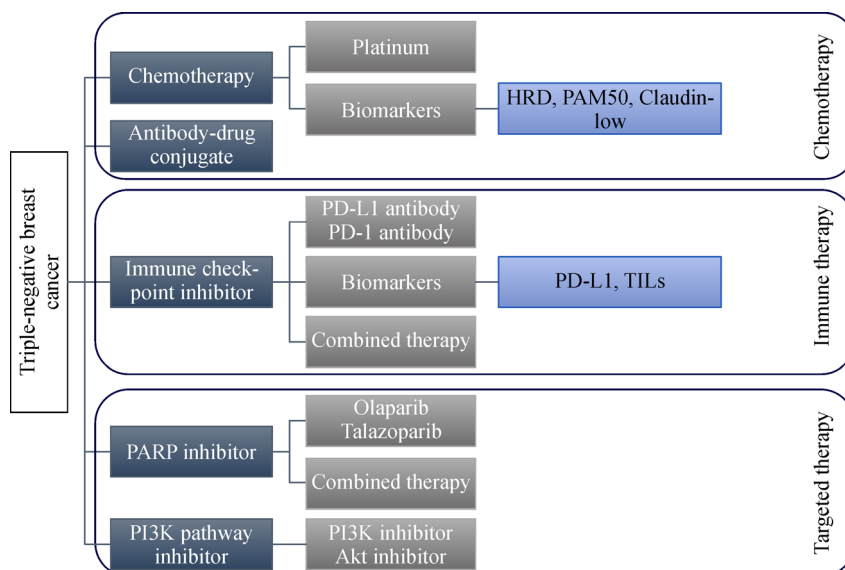 Triple-negative breast
cancer
Chemotherapy
Platinum
Biomarkers
HRD, PAM50, Claudin-
low
Antibody-drug
conjugate
Chemotherapy
Immune check-
point inhibitor
PD-L1 antibody
PD-1 antibody
Biomarkers
PD-L1, TILs
Combined therapy
Immune therapy
PARP inhibitor
Olaparib
Talazoparib
Combined therapy
PI3K pathway
inhibitor
PI3K inhibitor
Akt inhibitor
Targeted therapy